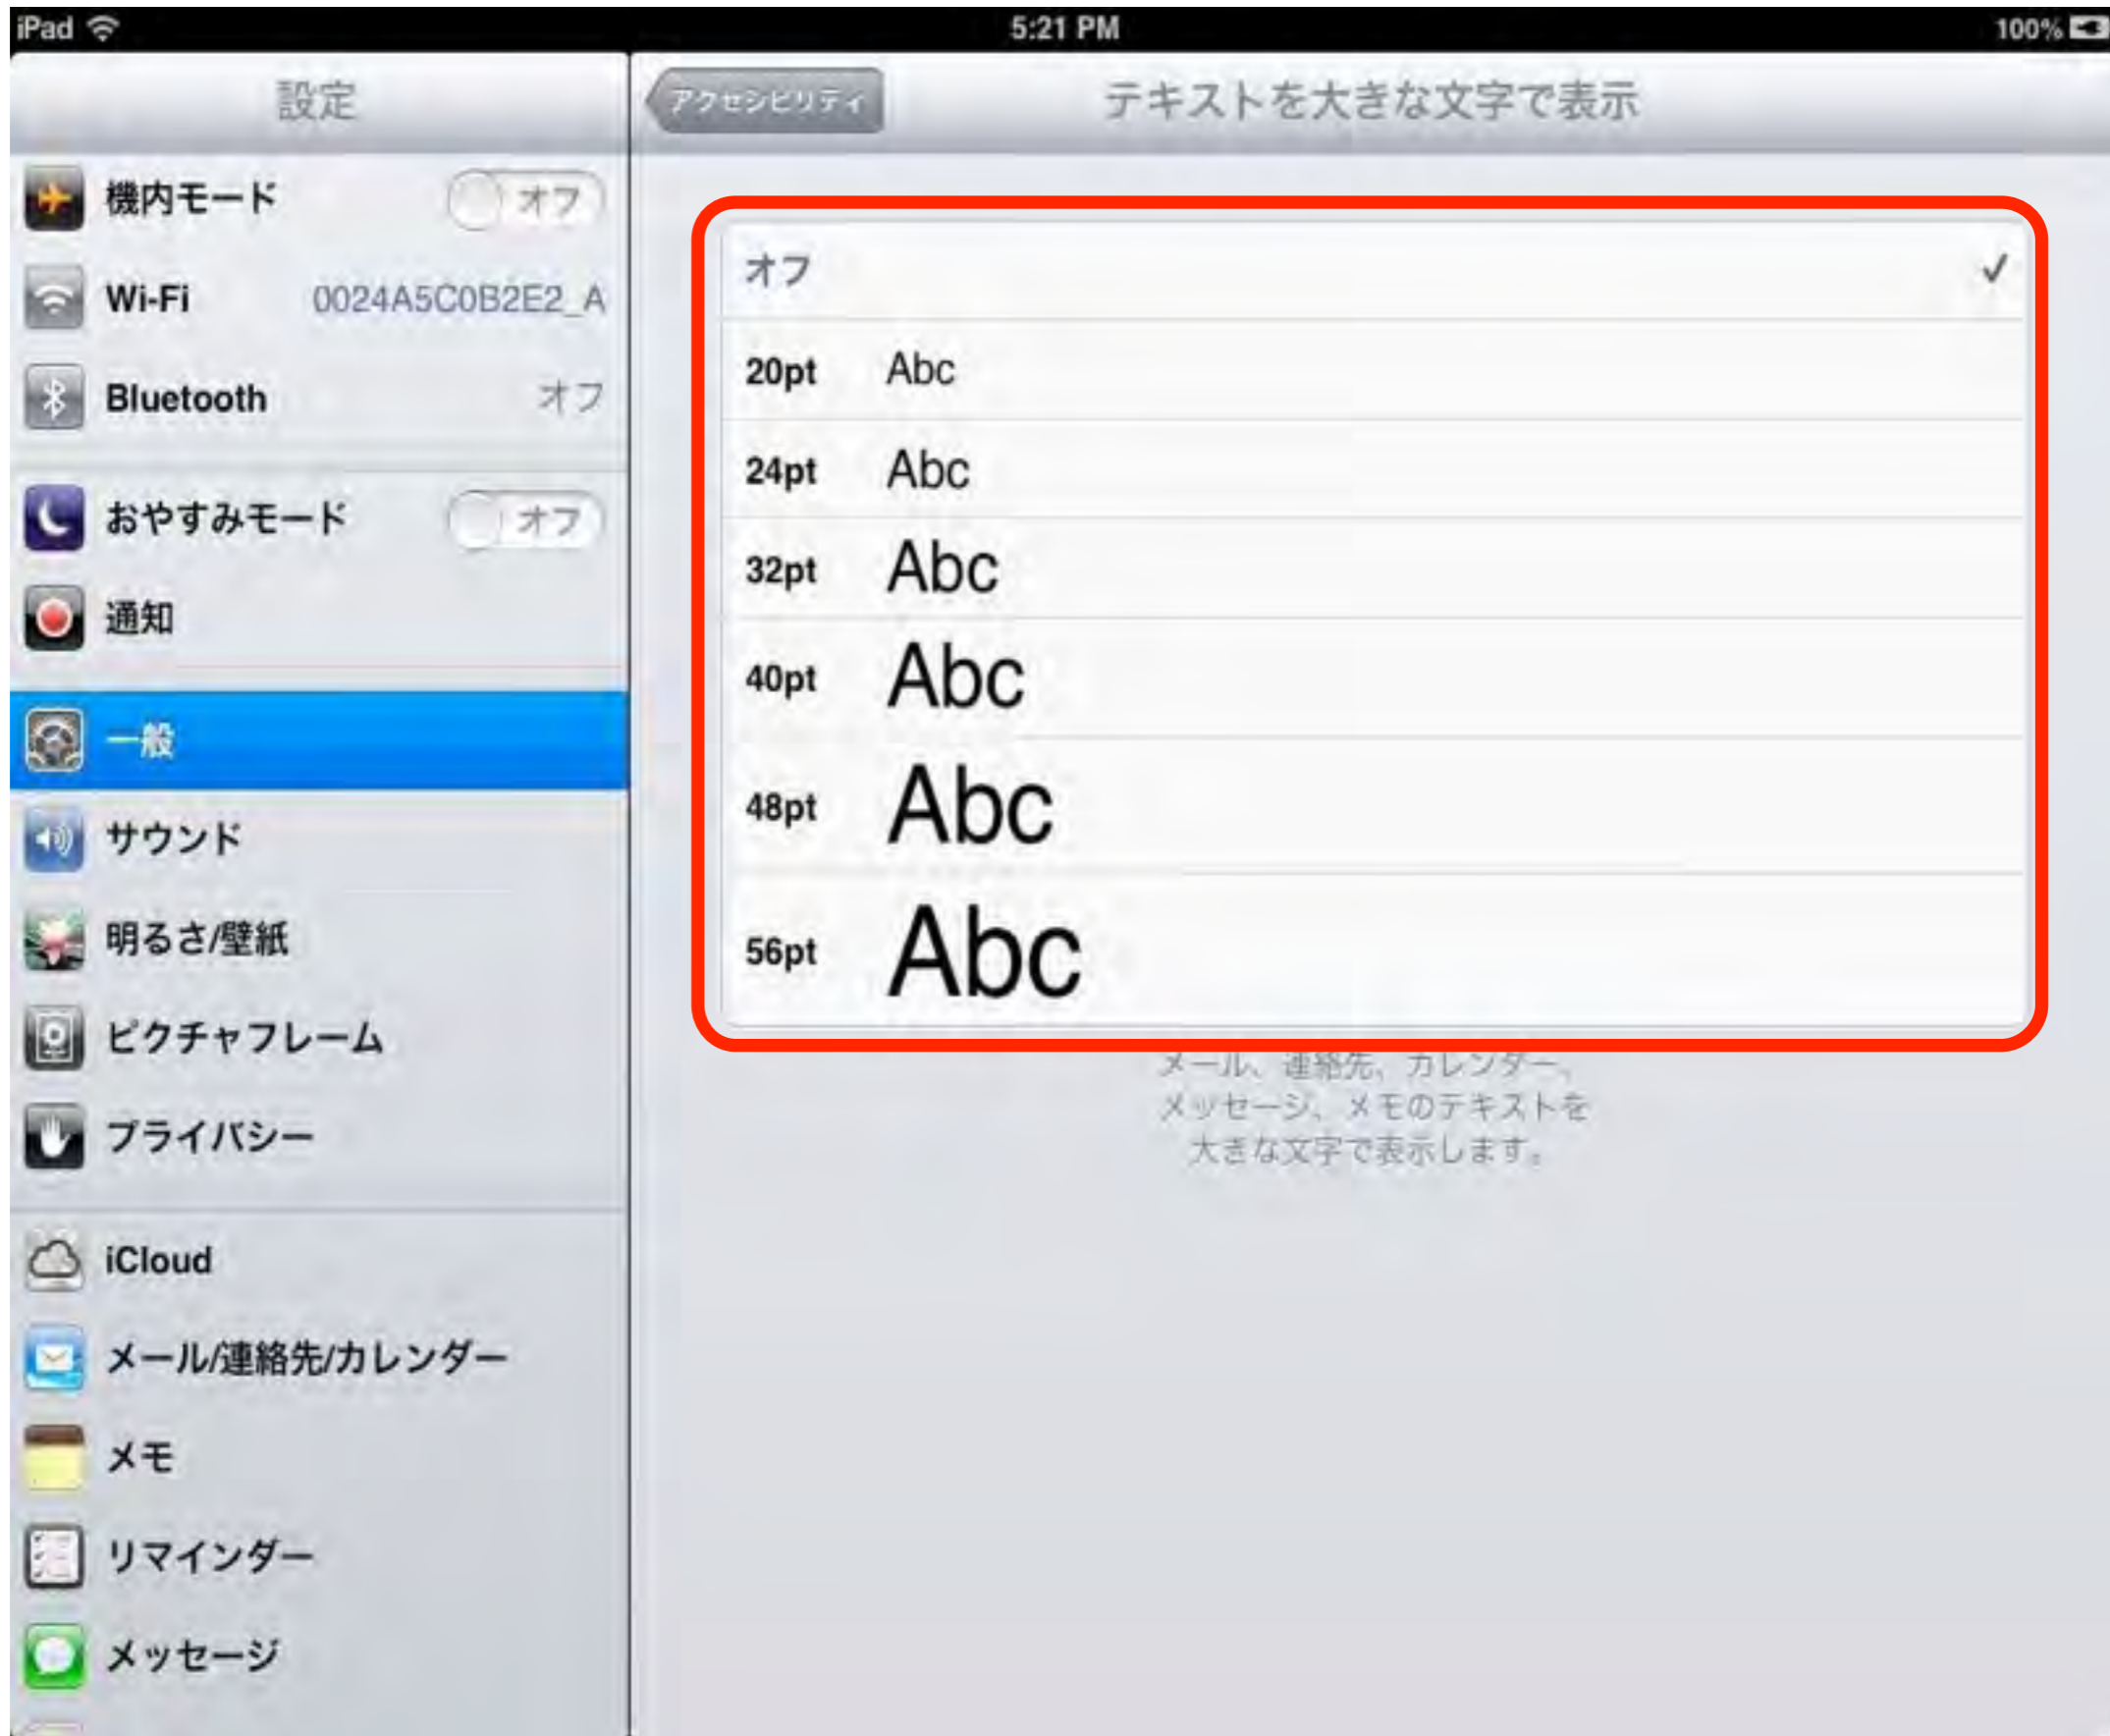 iPad
5:21 PM
100%
設定
アクセシビリティ
テキストを大きな文字で表示
機内モード
オフ
Wi-Fi
0024A5C0B2E2_A
Bluetooth
オフ
おやすみモード
オフ
通知
一般
サウンド
明るさ/壁紙
ピクチャフレーム
プライバシー
iCloud
メール/連絡先/カレンダー
メモ
リマインダー
メッセージ
オフ
20pt Abc
24pt Abc
32pt Abc
40pt Abc
48pt Abc
56pt Abc
メール、連絡先、カレンダー、
メッセージ、メモのテキストを
大きな文字で表示します。